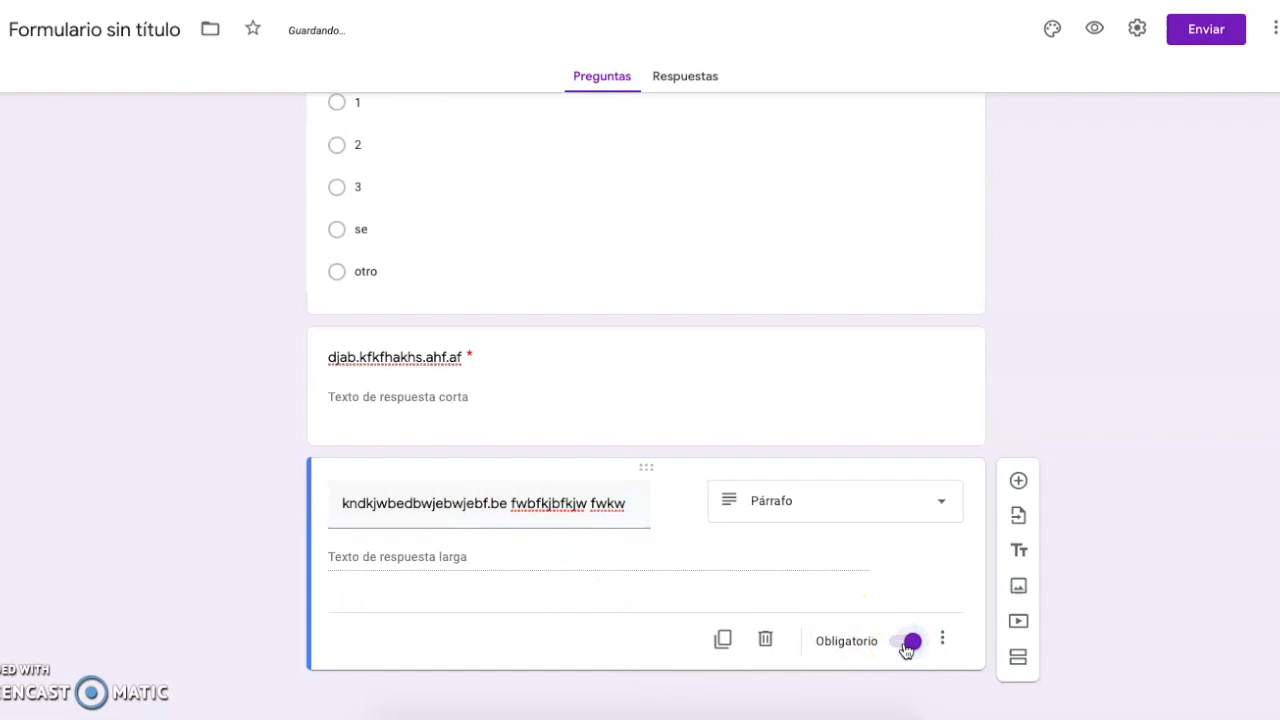 Formulario sin título
Guardando...
Enviar
Preguntas Respuestas
1
2
3
se
otro
djab.kfkfhakhs.ahf.af *
Texto de respuesta corta
kndkjwbedbwjebwjebf.be fwbfkjbfkjw fwkw
Párrafo
Texto de respuesta larga
Obligatorio
ED WITH
ENCAST MATIC